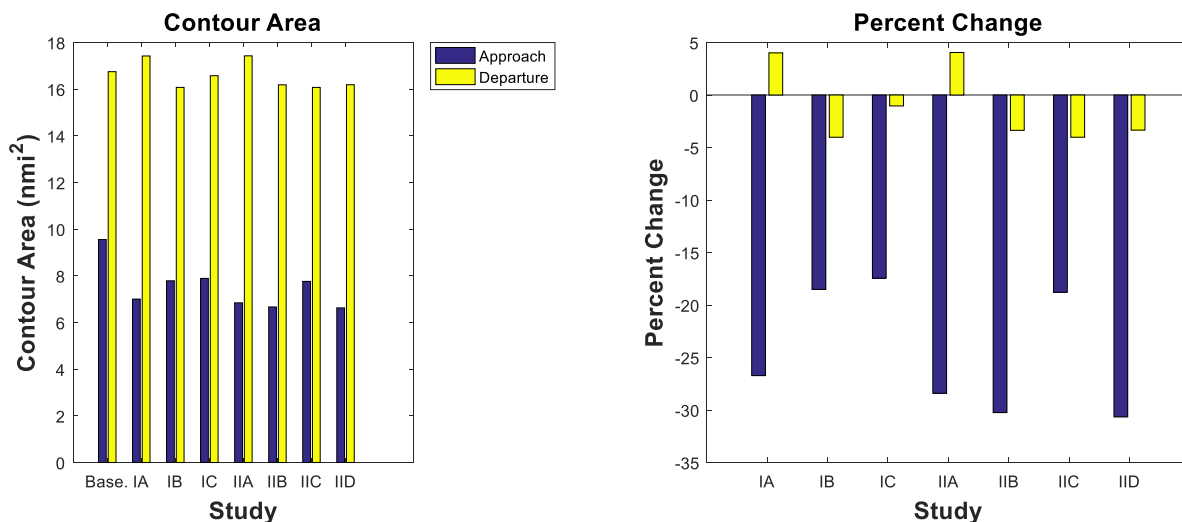 Contour Area
18
16
14
12
10
8
6
4
2
0
Contour Area (nmi²)
Base. IA IB IC IIA IIB IIC IID
Study
Approach
Departure
Percent Change
5
0
-5
-10
-15
-20
-25
-30
-35
Percent Change
IA IB IC IIA IIB IIC IID
Study